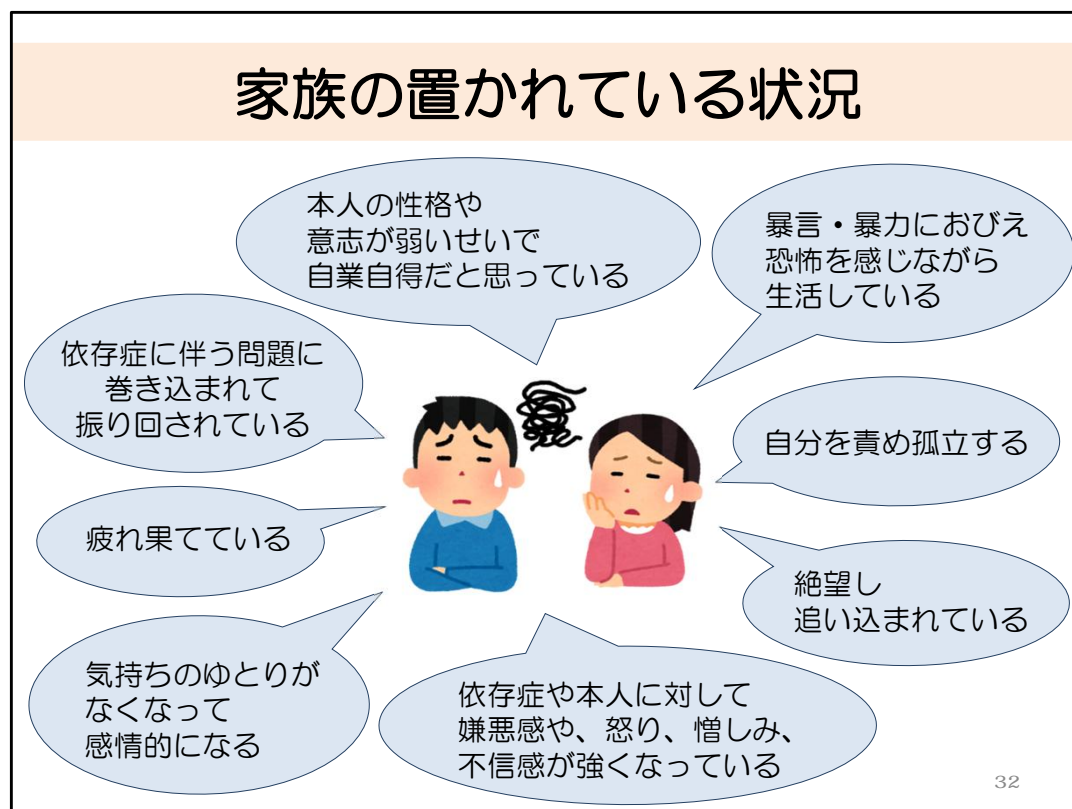 家族の置かれている状況
本人の性格や
意志が弱いせいで
自業自得だと思っている
暴言・暴力におびえ
恐怖を感じながら
生活している
依存症に伴う問題に
巻き込まれて
振り回されている
自分を責め孤立する
疲れ果てている
絶望し
追い込まれている
気持ちのゆとりが
なくなって
感情的になる
依存症や本人に対して
嫌悪感や、怒り、憎しみ、
不信感が強くなっている
32